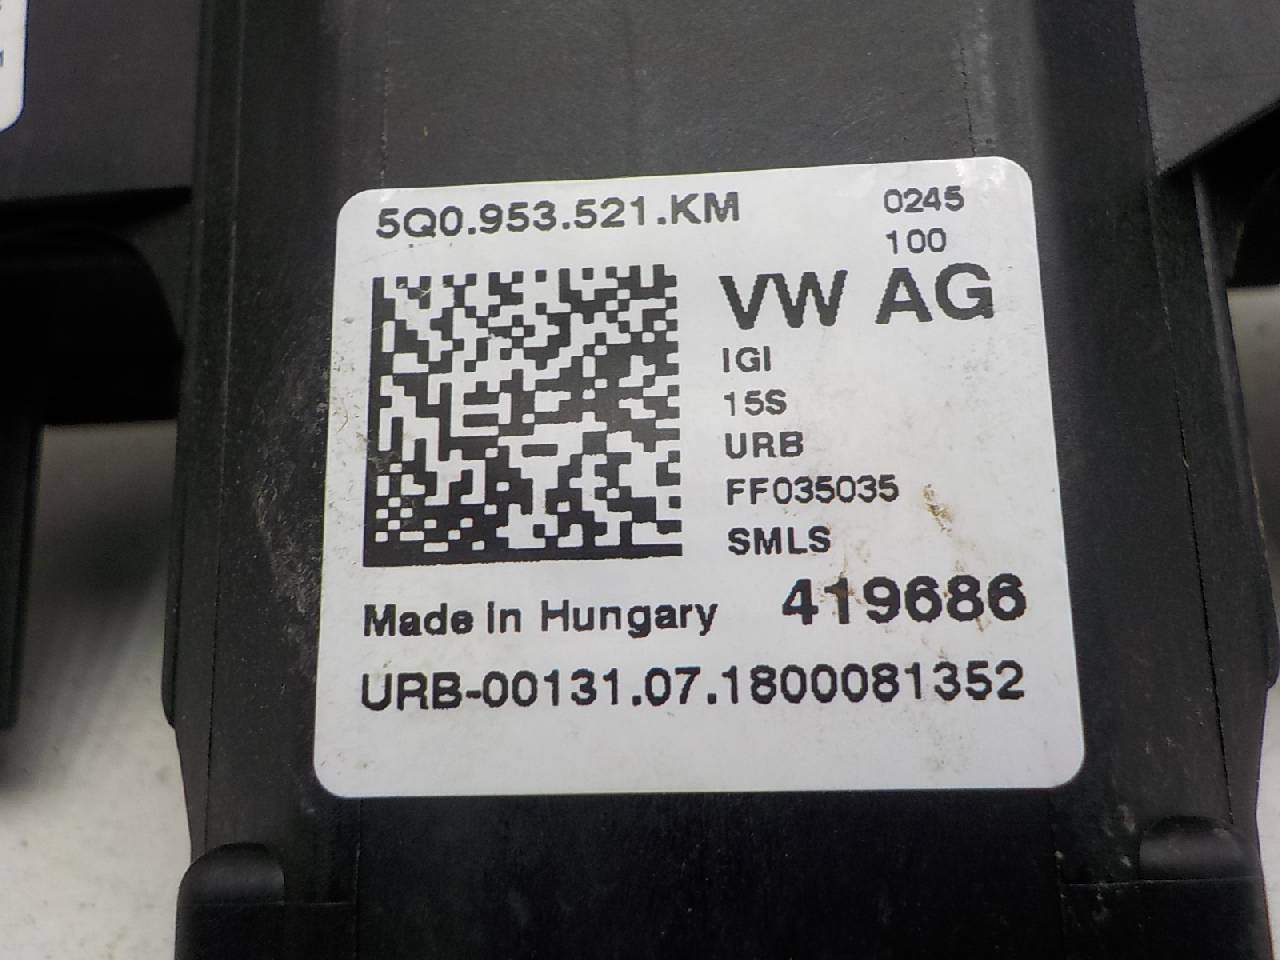 5Q0.953.521.KM
0245
100
VW AG
IGI
15S
URB
FF035035
SMLS
Made in Hungary
419686
URB-00131.07.1800081352